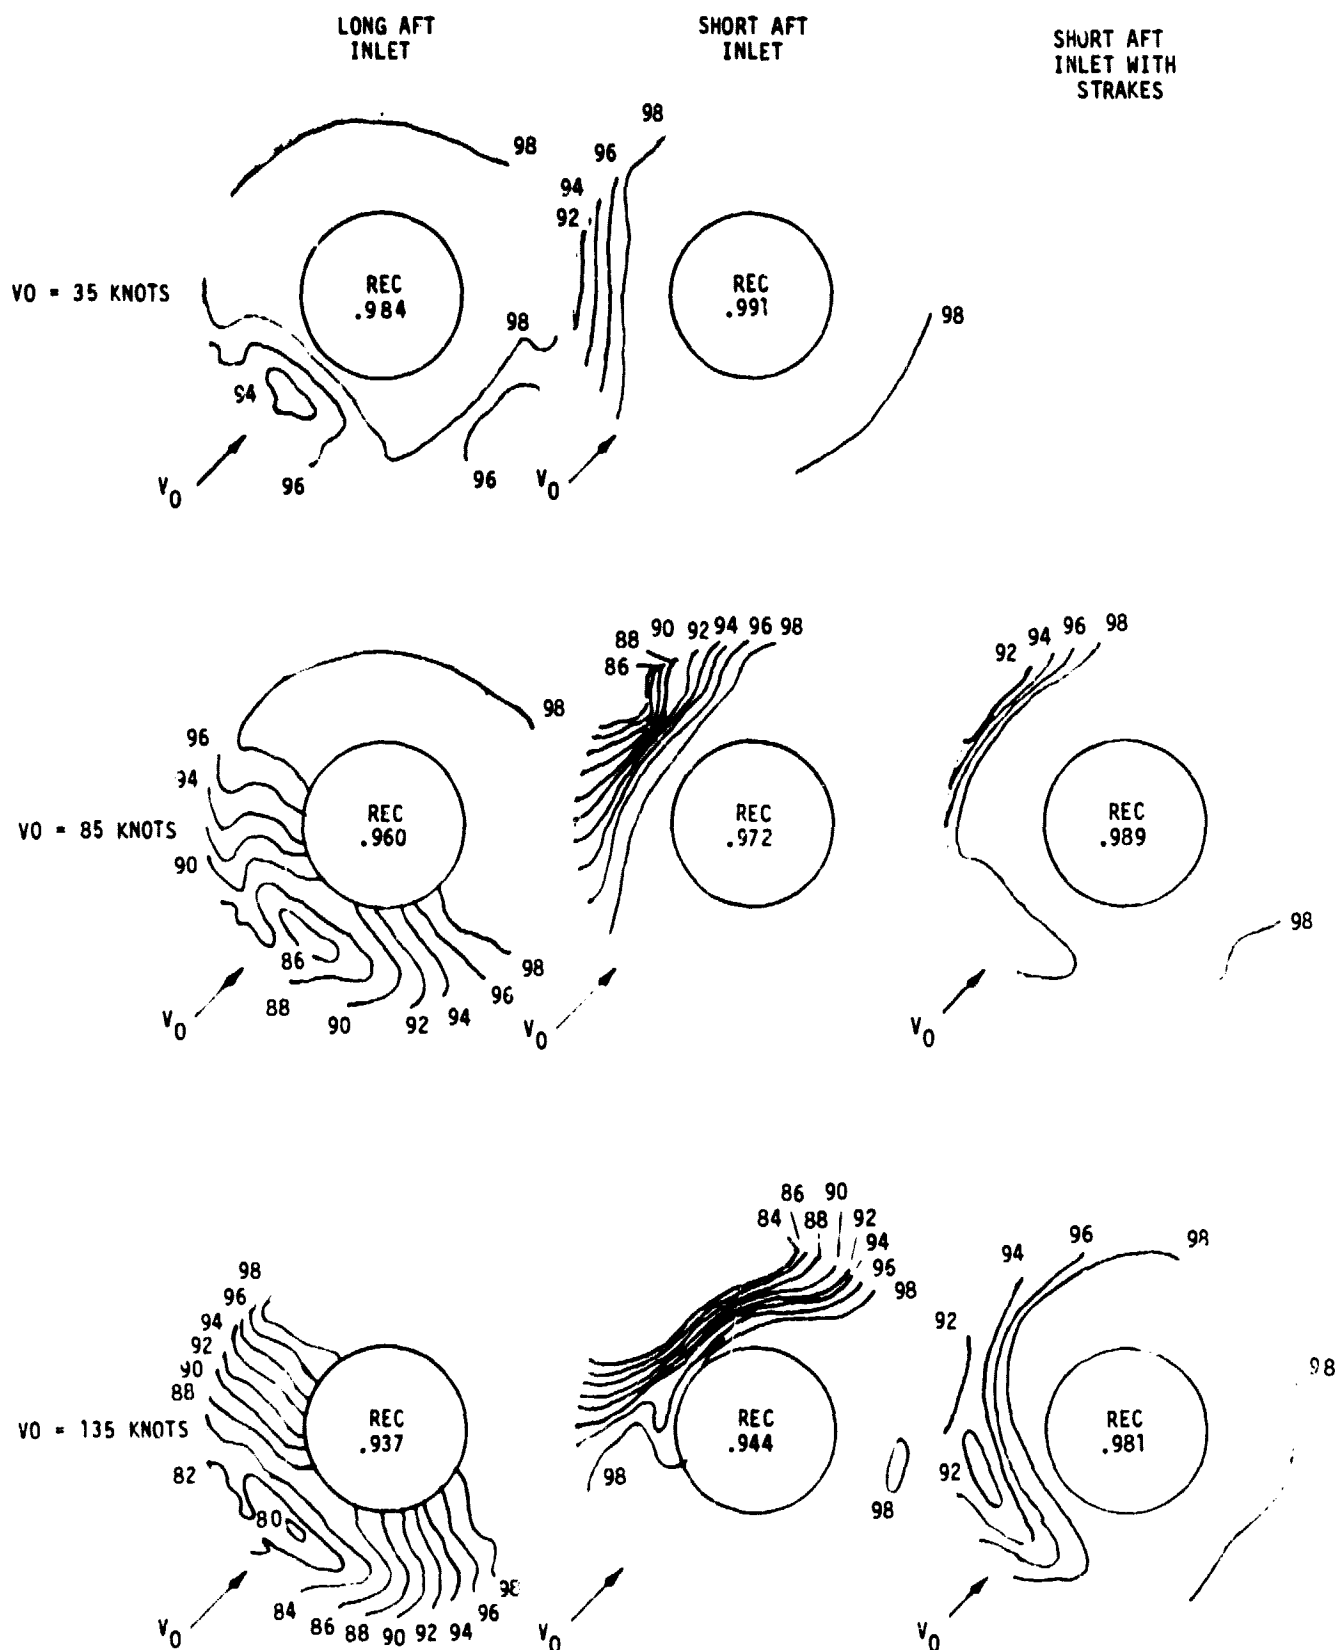 LONG AFT
INLET
SHORT AFT
INLET
SHORT AFT
INLET WITH
STRAKES
VO = 35 KNOTS
98
REC
.984
98
94
96
96
V0
98
96
94
92
REC
.991
98
V0
VO = 85 KNOTS
98
96
94
90
REC
.960
86
88
90
92
94
96
98
V0
86
88
90
92
94
96
98
REC
.972
V0
92
94
96
98
REC
.989
98
V0
VO = 135 KNOTS
98
96
94
92
90
88
82
80
REC
.937
84
86
88
90
92
94
96
98
V0
84
86
88
90
92
94
96
98
REC
.944
98
98
V0
92
94
96
98
REC
.981
92
98
V0